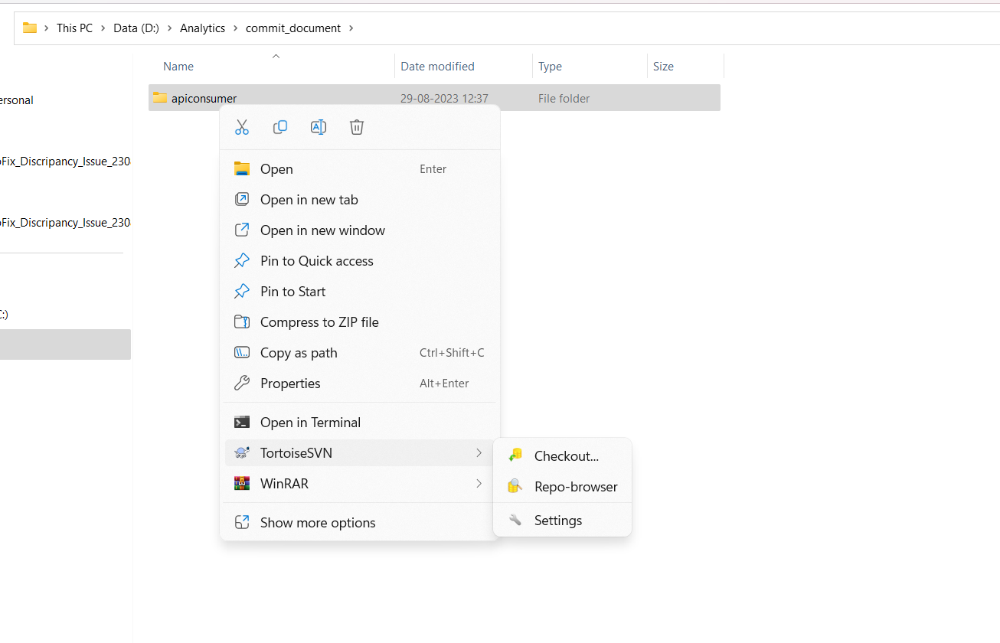 This PC > Data (D:) > Analytics > commit_document >
Name Date modified Type Size
ersonal
apiconsumer 29-08-2023 12:37 File folder
Fix_Discripancy_Issue_230
Fix_Discripancy_Issue_230
:)
Open Enter
Open in new tab
Open in new window
Pin to Quick access
Pin to Start
Compress to ZIP file
Copy as path Ctrl+Shift+C
Properties Alt+Enter
Open in Terminal
TortoiseSVN
WinRAR
Show more options
Checkout...
Repo-browser
Settings